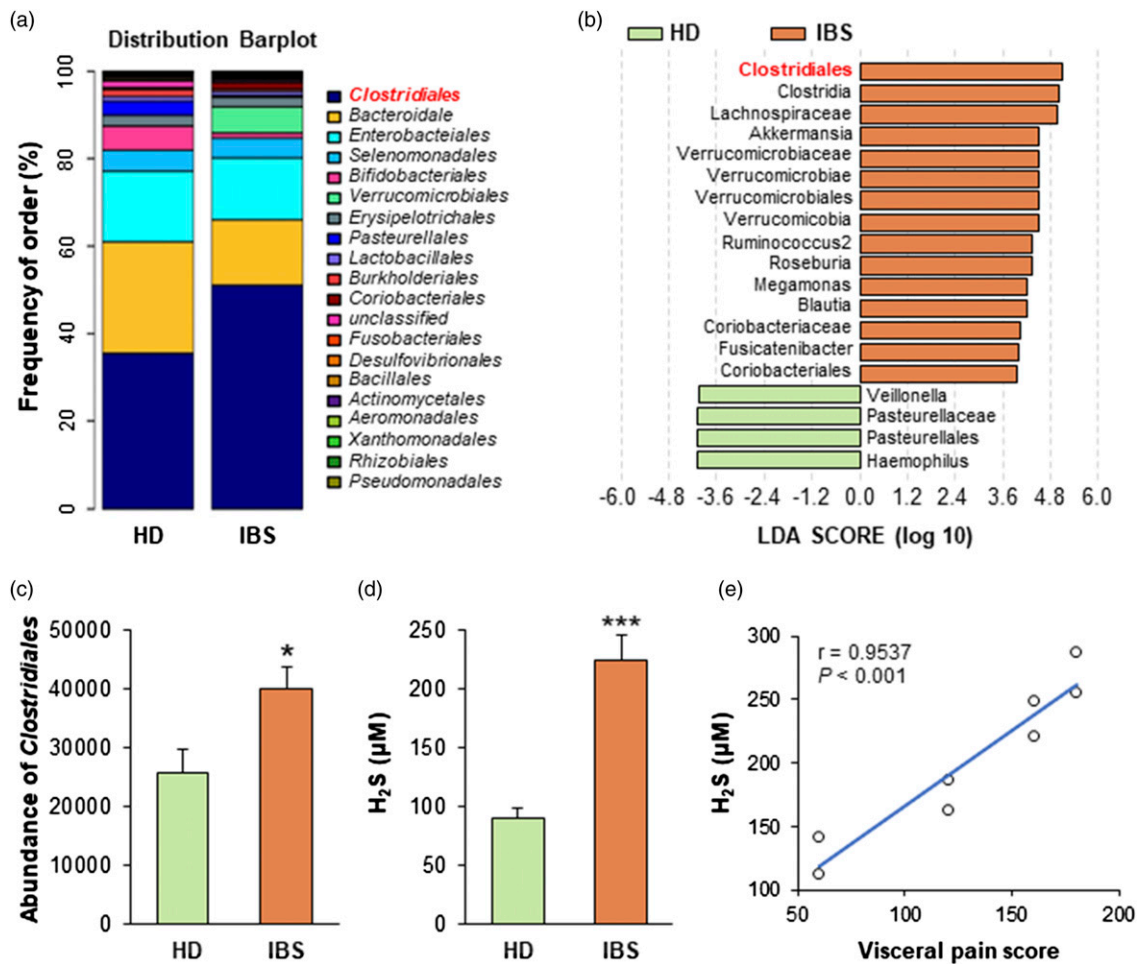 (a)
Distribution Barplot
Frequency of order (%)
100
80
60
40
20
0
HD
IBS
Clostridiales
Bacteroidale
Enterobacteiales
Selenomonadales
Bifidobacteriales
Verrucomicrobiales
Erysipelotrichales
Pasteurellales
Lactobacillales
Burkholderiales
Coriobacteriales
unclassified
Fusobacteriales
Desulfovibrionales
Bacillales
Actinomycetales
Aeromonadales
Xanthomonadales
Rhizobiales
Pseudomonadales
(b)
HD
IBS
Clostridiales
Clostridia
Lachnospiraceae
Akkermansia
Verrucomicrobiaceae
Verrucomicrobiae
Verrucomicrobiales
Verrucomicobia
Ruminococcus2
Roseburia
Megamonas
Blautia
Coriobacteriaceae
Fusicatenibacter
Coriobacteriales
Veillonella
Pasteurellaceae
Pasteurellales
Haemophilus
-6.0 -4.8 -3.6 -2.4 -1.2 0.0 1.2 2.4 3.6 4.8 6.0
LDA SCORE (log 10)
(c)
Abundance of Clostridiales
50000
40000
30000
20000
10000
0
*
HD
IBS
(d)
H₂S (µM)
250
200
150
100
50
0
***
HD
IBS
(e)
H₂S (µM)
300
250
200
150
100
r = 0.9537
P < 0.001
50 100 150 200
Visceral pain score